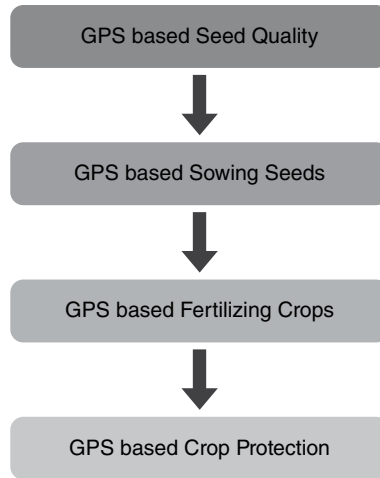 GPS based Seed Quality
GPS based Sowing Seeds
GPS based Fertilizing Crops
GPS based Crop Protection